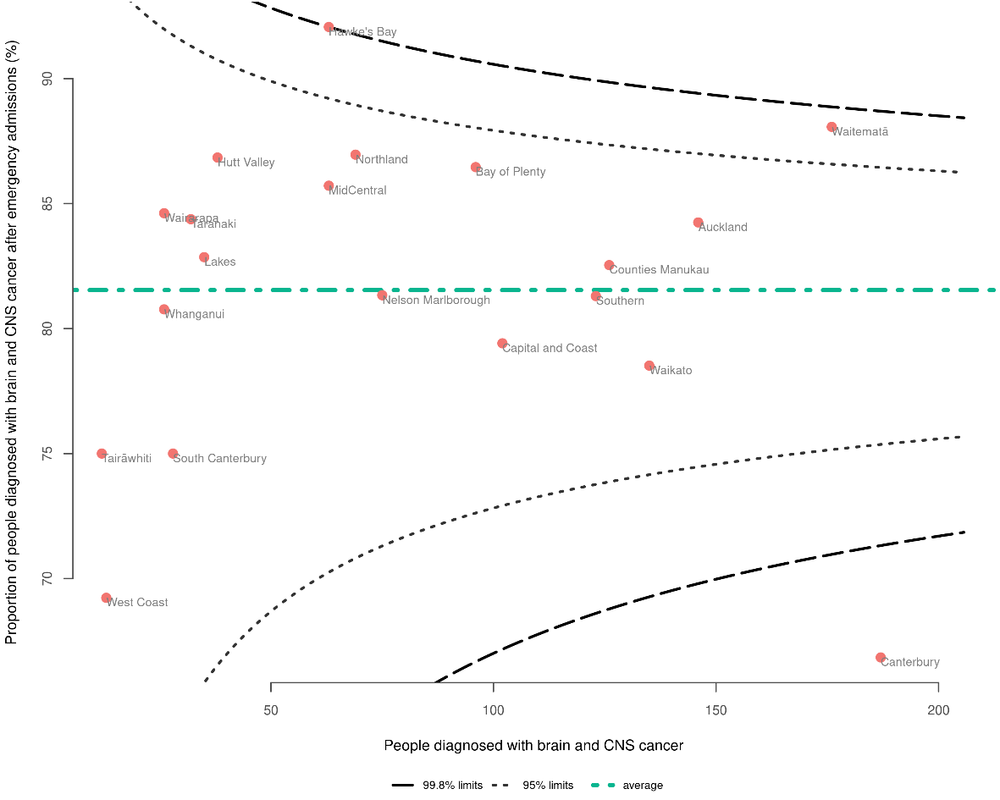 Proportion of people diagnosed with brain and CNS cancer after emergency admissions (%)
90
85
80
75
70
Hawke's Bay
Waitematā
Northland
Hutt Valley
Bay of Plenty
MidCentral
Wairarapa
Taranaki
Auckland
Lakes
Counties Manukau
Nelson Marlborough
Southern
Whanganui
Capital and Coast
Waikato
Tairāwhiti
South Canterbury
West Coast
Canterbury
50
100
150
200
People diagnosed with brain and CNS cancer
99.8% limits
95% limits
average